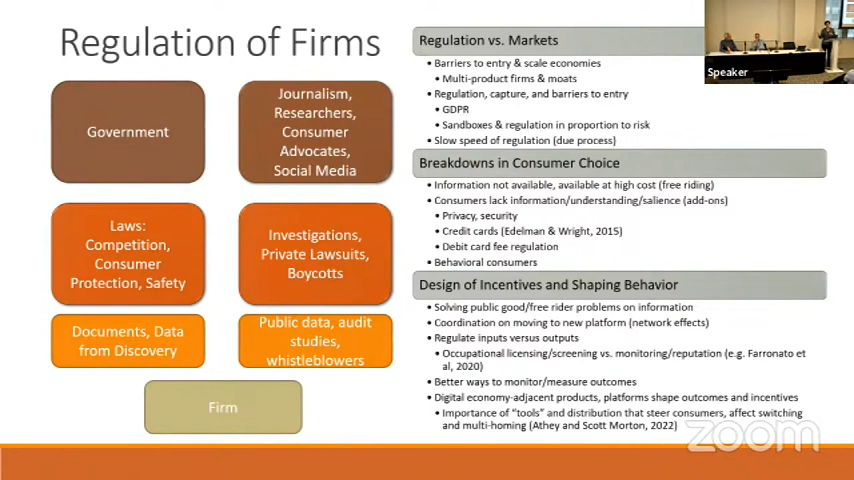 Regulation of Firms
Government
Journalism,
Researchers,
Consumer
Advocates,
Social Media
Laws:
Competition,
Consumer
Protection, Safety
Investigations,
Private Lawsuits,
Boycotts
Documents, Data
from Discovery
Public data, audit
studies,
whistleblowers
Firm
Regulation vs. Markets
• Barriers to entry & scale economies
• Multi-product firms & moats
• Regulation, capture, and barriers to entry
• GDPR
• Sandboxes & regulation in proportion to risk
• Slow speed of regulation (due process)
Breakdowns in Consumer Choice
• Information not available, available at high cost (free riding)
• Consumers lack information/understanding/salience (add-ons)
• Privacy, security
• Credit cards (Edelman & Wright, 2015)
• Debit card fee regulation
• Behavioral consumers
Design of Incentives and Shaping Behavior
• Solving public good/free rider problems on information
• Coordination on moving to new platform (network effects)
• Regulate inputs versus outputs
• Occupational licensing/screening vs. monitoring/reputation (e.g. Farronato et
al, 2020)
• Better ways to monitor/measure outcomes
• Digital economy-adjacent products, platforms shape outcomes and incentives
• Importance of "tools" and distribution that steer consumers, affect switching
and multi-homing (Athey and Scott Morton, 2022)
Speaker
zoom